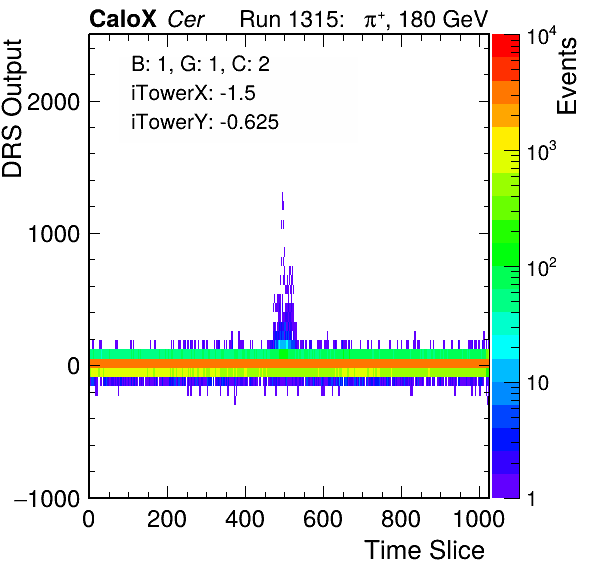 CaloX Cer Run 1315: π⁺, 180 GeV
B: 1, G: 1, C: 2
iTowerX: -1.5
iTowerY: -0.625
DRS Output
2000
1000
0
−1000
0 200 400 600 800 1000
Time Slice
10⁴
10³
10²
10
1
Events